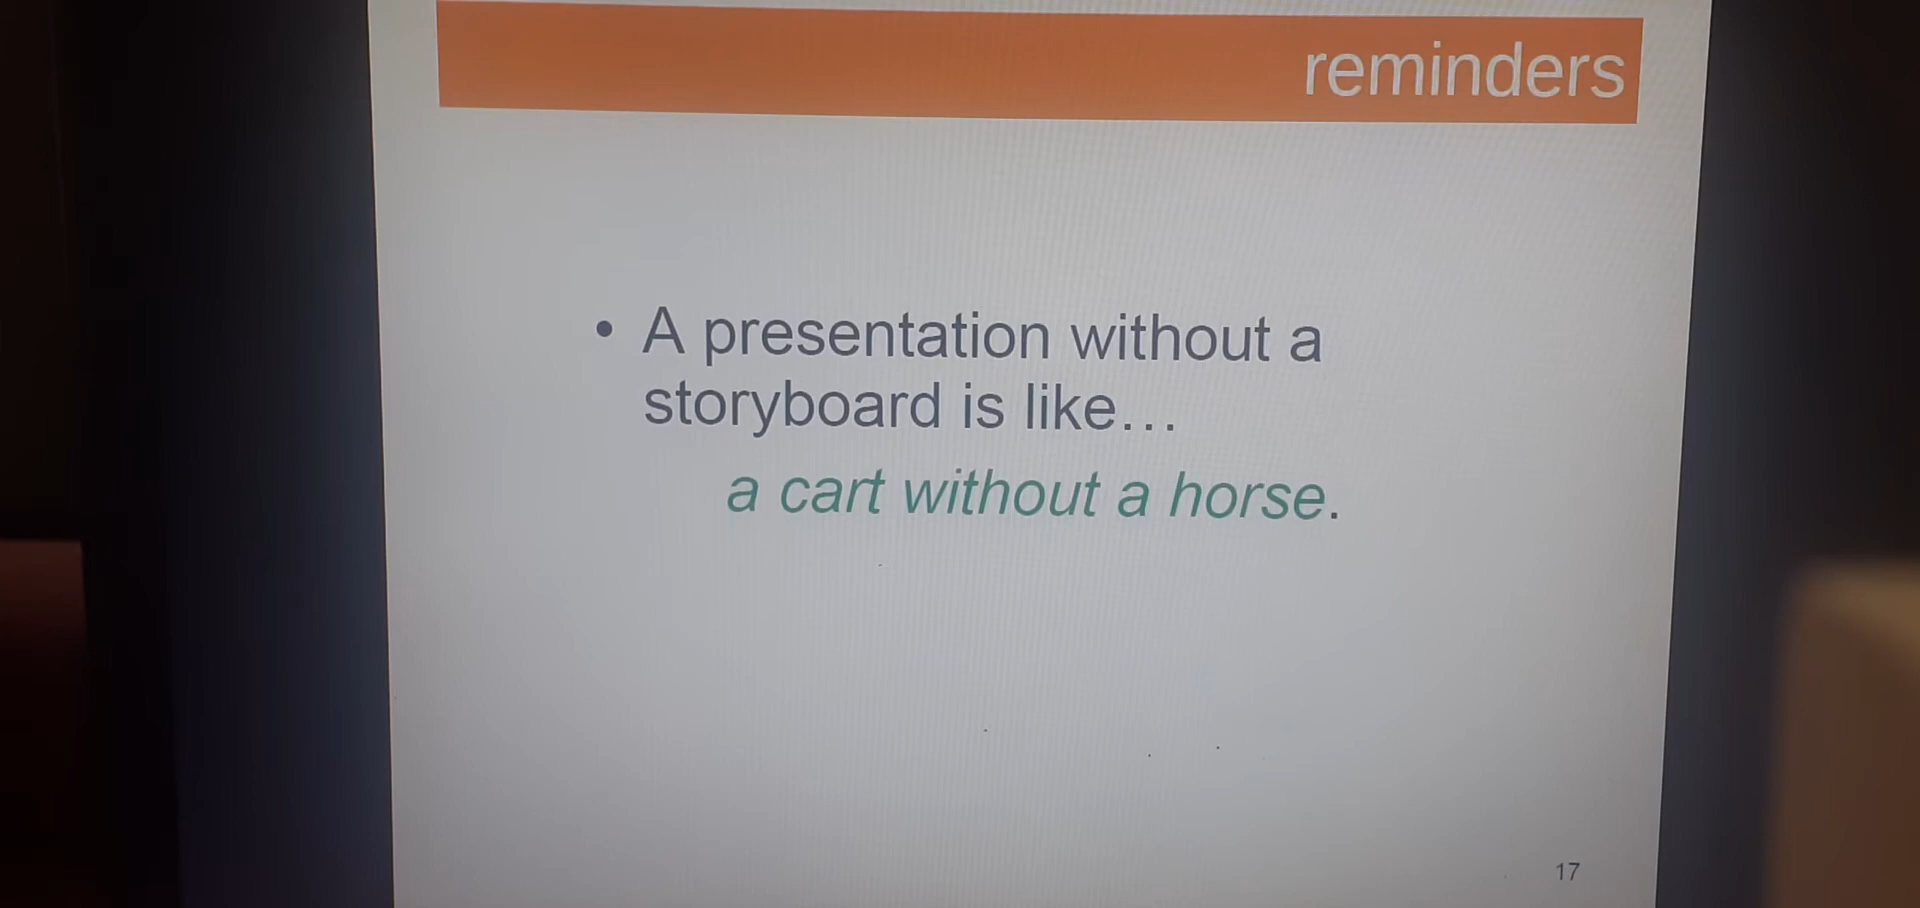 reminders
• A presentation without a
storyboard is like…
a cart without a horse.
17